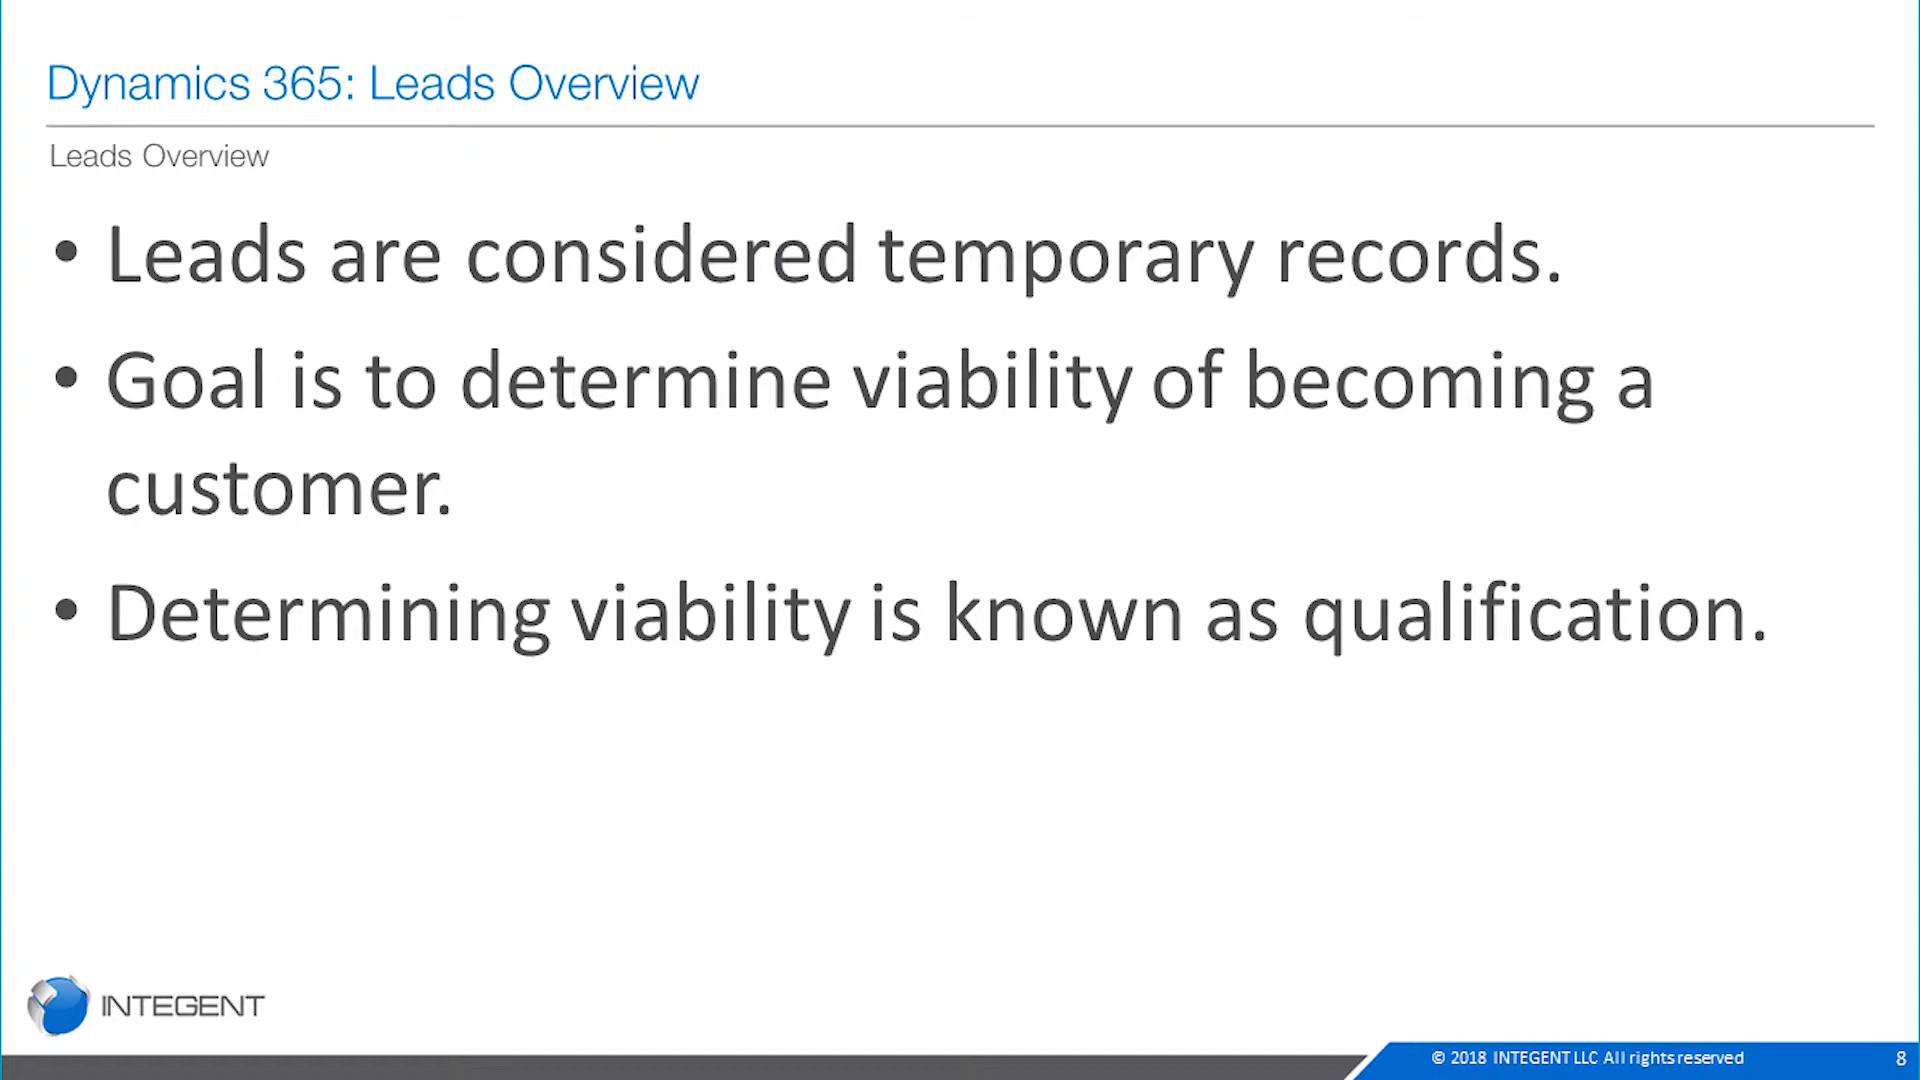 Dynamics 365: Leads Overview
Leads Overview
• Leads are considered temporary records.
• Goal is to determine viability of becoming a
customer.
• Determining viability is known as qualification.
INTEGENT
© 2018 INTEGENT LLC All rights reserved
8